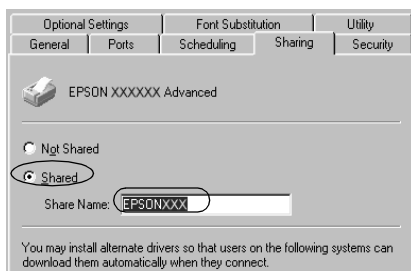 Optional Settings Font Substitution Utility
General Ports Scheduling Sharing Security
EPSON XXXXXX Advanced
Not Shared
Shared
Share Name: EPSONXXX
You may install alternate drivers so that users on the following systems can
download them automatically when they connect.